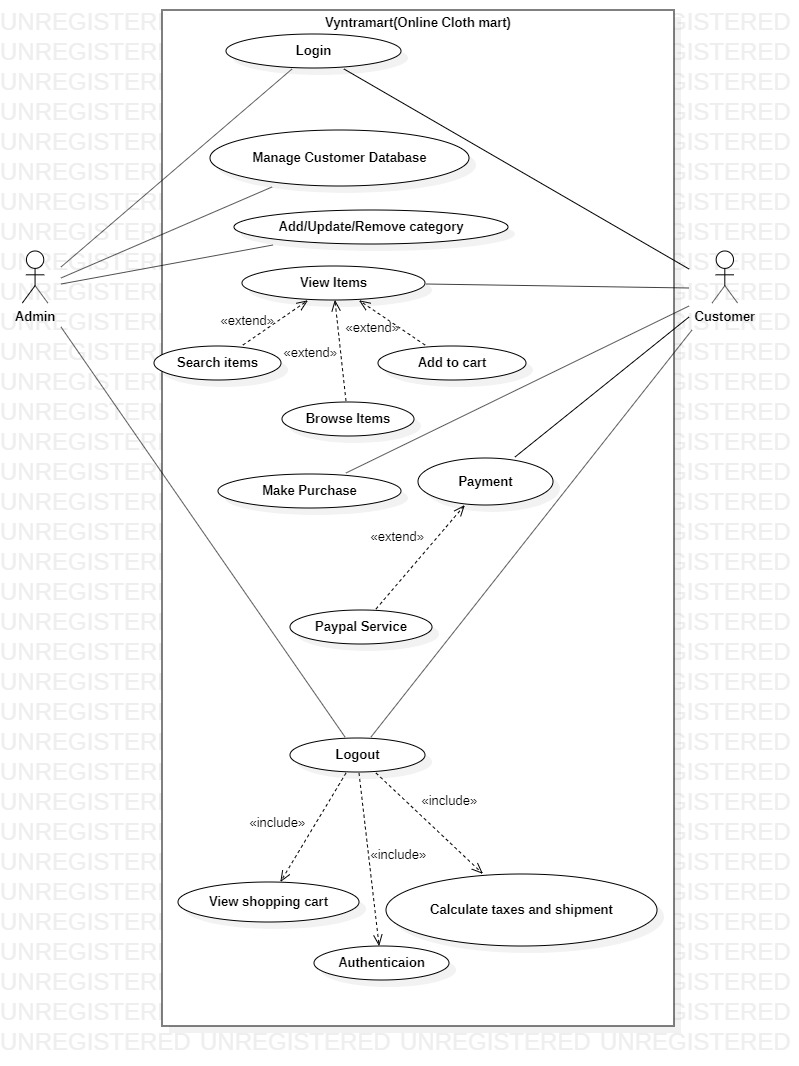 Vyntramart(Online Cloth mart)
Login
Manage Customer Database
Add/Update/Remove category
View Items
Admin
Customer
«extend»
«extend»
«extend»
Search items
Add to cart
Browse Items
Make Purchase
Payment
«extend»
Paypal Service
Logout
«include»
«include»
«include»
View shopping cart
Calculate taxes and shipment
Authenticaion
UNREGISTERED UNREGISTERED UNREGISTERED UNREGISTERED